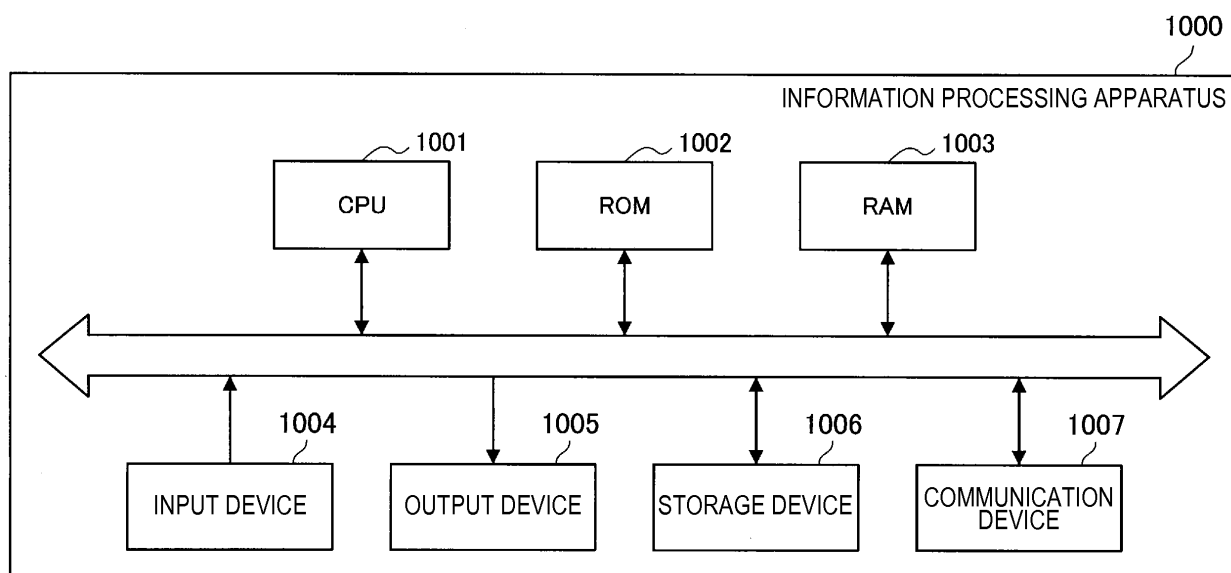 1000
INFORMATION PROCESSING APPARATUS
1001
1002
1003
CPU
ROM
RAM
1004
1005
1006
1007
INPUT DEVICE
OUTPUT DEVICE
STORAGE DEVICE
COMMUNICATION
DEVICE